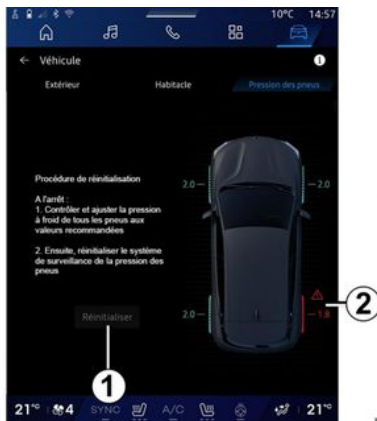 10°C 14:57
← Véhicule
Extérieur Habitacle Pression des pneus
Procédure de réinitialisation
A l'arrêt :
1. Contrôler et ajuster la pression
à froid de tous les pneus aux
valeurs recommandées
2. Ensuite, réinitialiser le système
de surveillance de la pression des
pneus
2.0 2.0
2.0 1.8
2
Réinitialiser
1
21°° 4 SYNC A/C 21°°